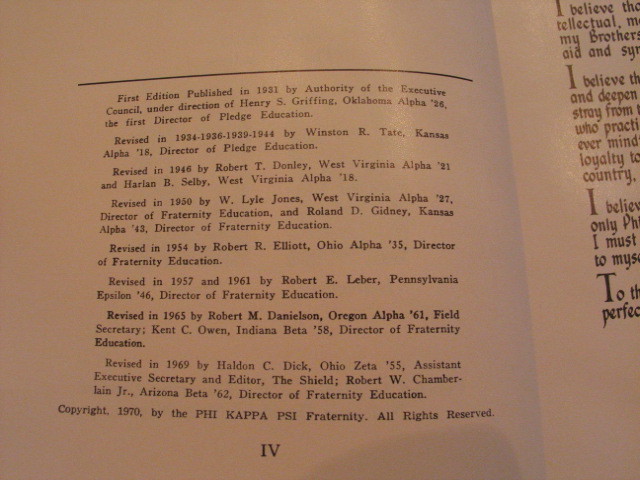 First Edition Published in 1931 by Authority of the Executive
Council, under direction of Henry S. Griffing, Oklahoma Alpha '26,
the first Director of Pledge Education.
Revised in 1934-1936-1939-1944 by Winston R. Tate, Kansas
Alpha '18, Director of Pledge Education.
Revised in 1946 by Robert T. Donley, West Virginia Alpha '21
and Harlan B. Selby, West Virginia Alpha '18.
Revised in 1950 by W. Lyle Jones, West Virginia Alpha '27,
Director of Fraternity Education, and Roland D. Gidney, Kansas
Alpha '43, Director of Fraternity Education.
Revised in 1954 by Robert R. Elliott, Ohio Alpha '35, Director
of Fraternity Education.
Revised in 1957 and 1961 by Robert E. Leber, Pennsylvania
Epsilon '46, Director of Fraternity Education.
Revised in 1965 by Robert M. Danielson, Oregon Alpha '61, Field
Secretary; Kent C. Owen, Indiana Beta '58, Director of Fraternity
Education.
Revised in 1969 by Haldon C. Dick, Ohio Zeta '55, Assistant
Executive Secretary and Editor, The Shield; Robert W. Chamber-
lain Jr., Arizona Beta '62, Director of Fraternity Education.
Copyright, 1970, by the PHI KAPPA PSI Fraternity. All Rights Reserved.
IV
I believe tha
tellectual, m
my Brothers
aid and sym
I believe th
and deepen
stray from t
who practi
ever mind
loyalty to
country,
I believ
only Phi
I must
to myse
To th
perfec